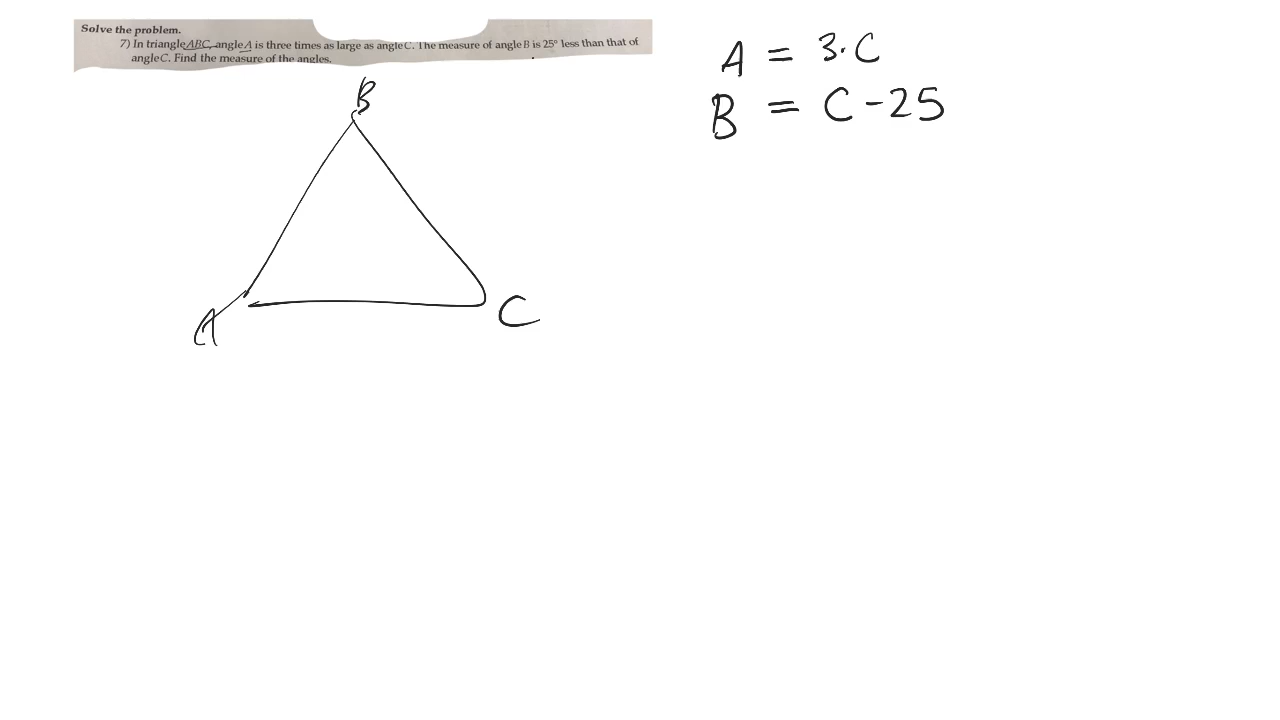 Solve the problem.
7) In triangle ABC, angle A is three times as large as angle C. The measure of angle B is 25° less than that of
angle C. Find the measure of the angles.
A = 3·C
B = C - 25
B
A
C